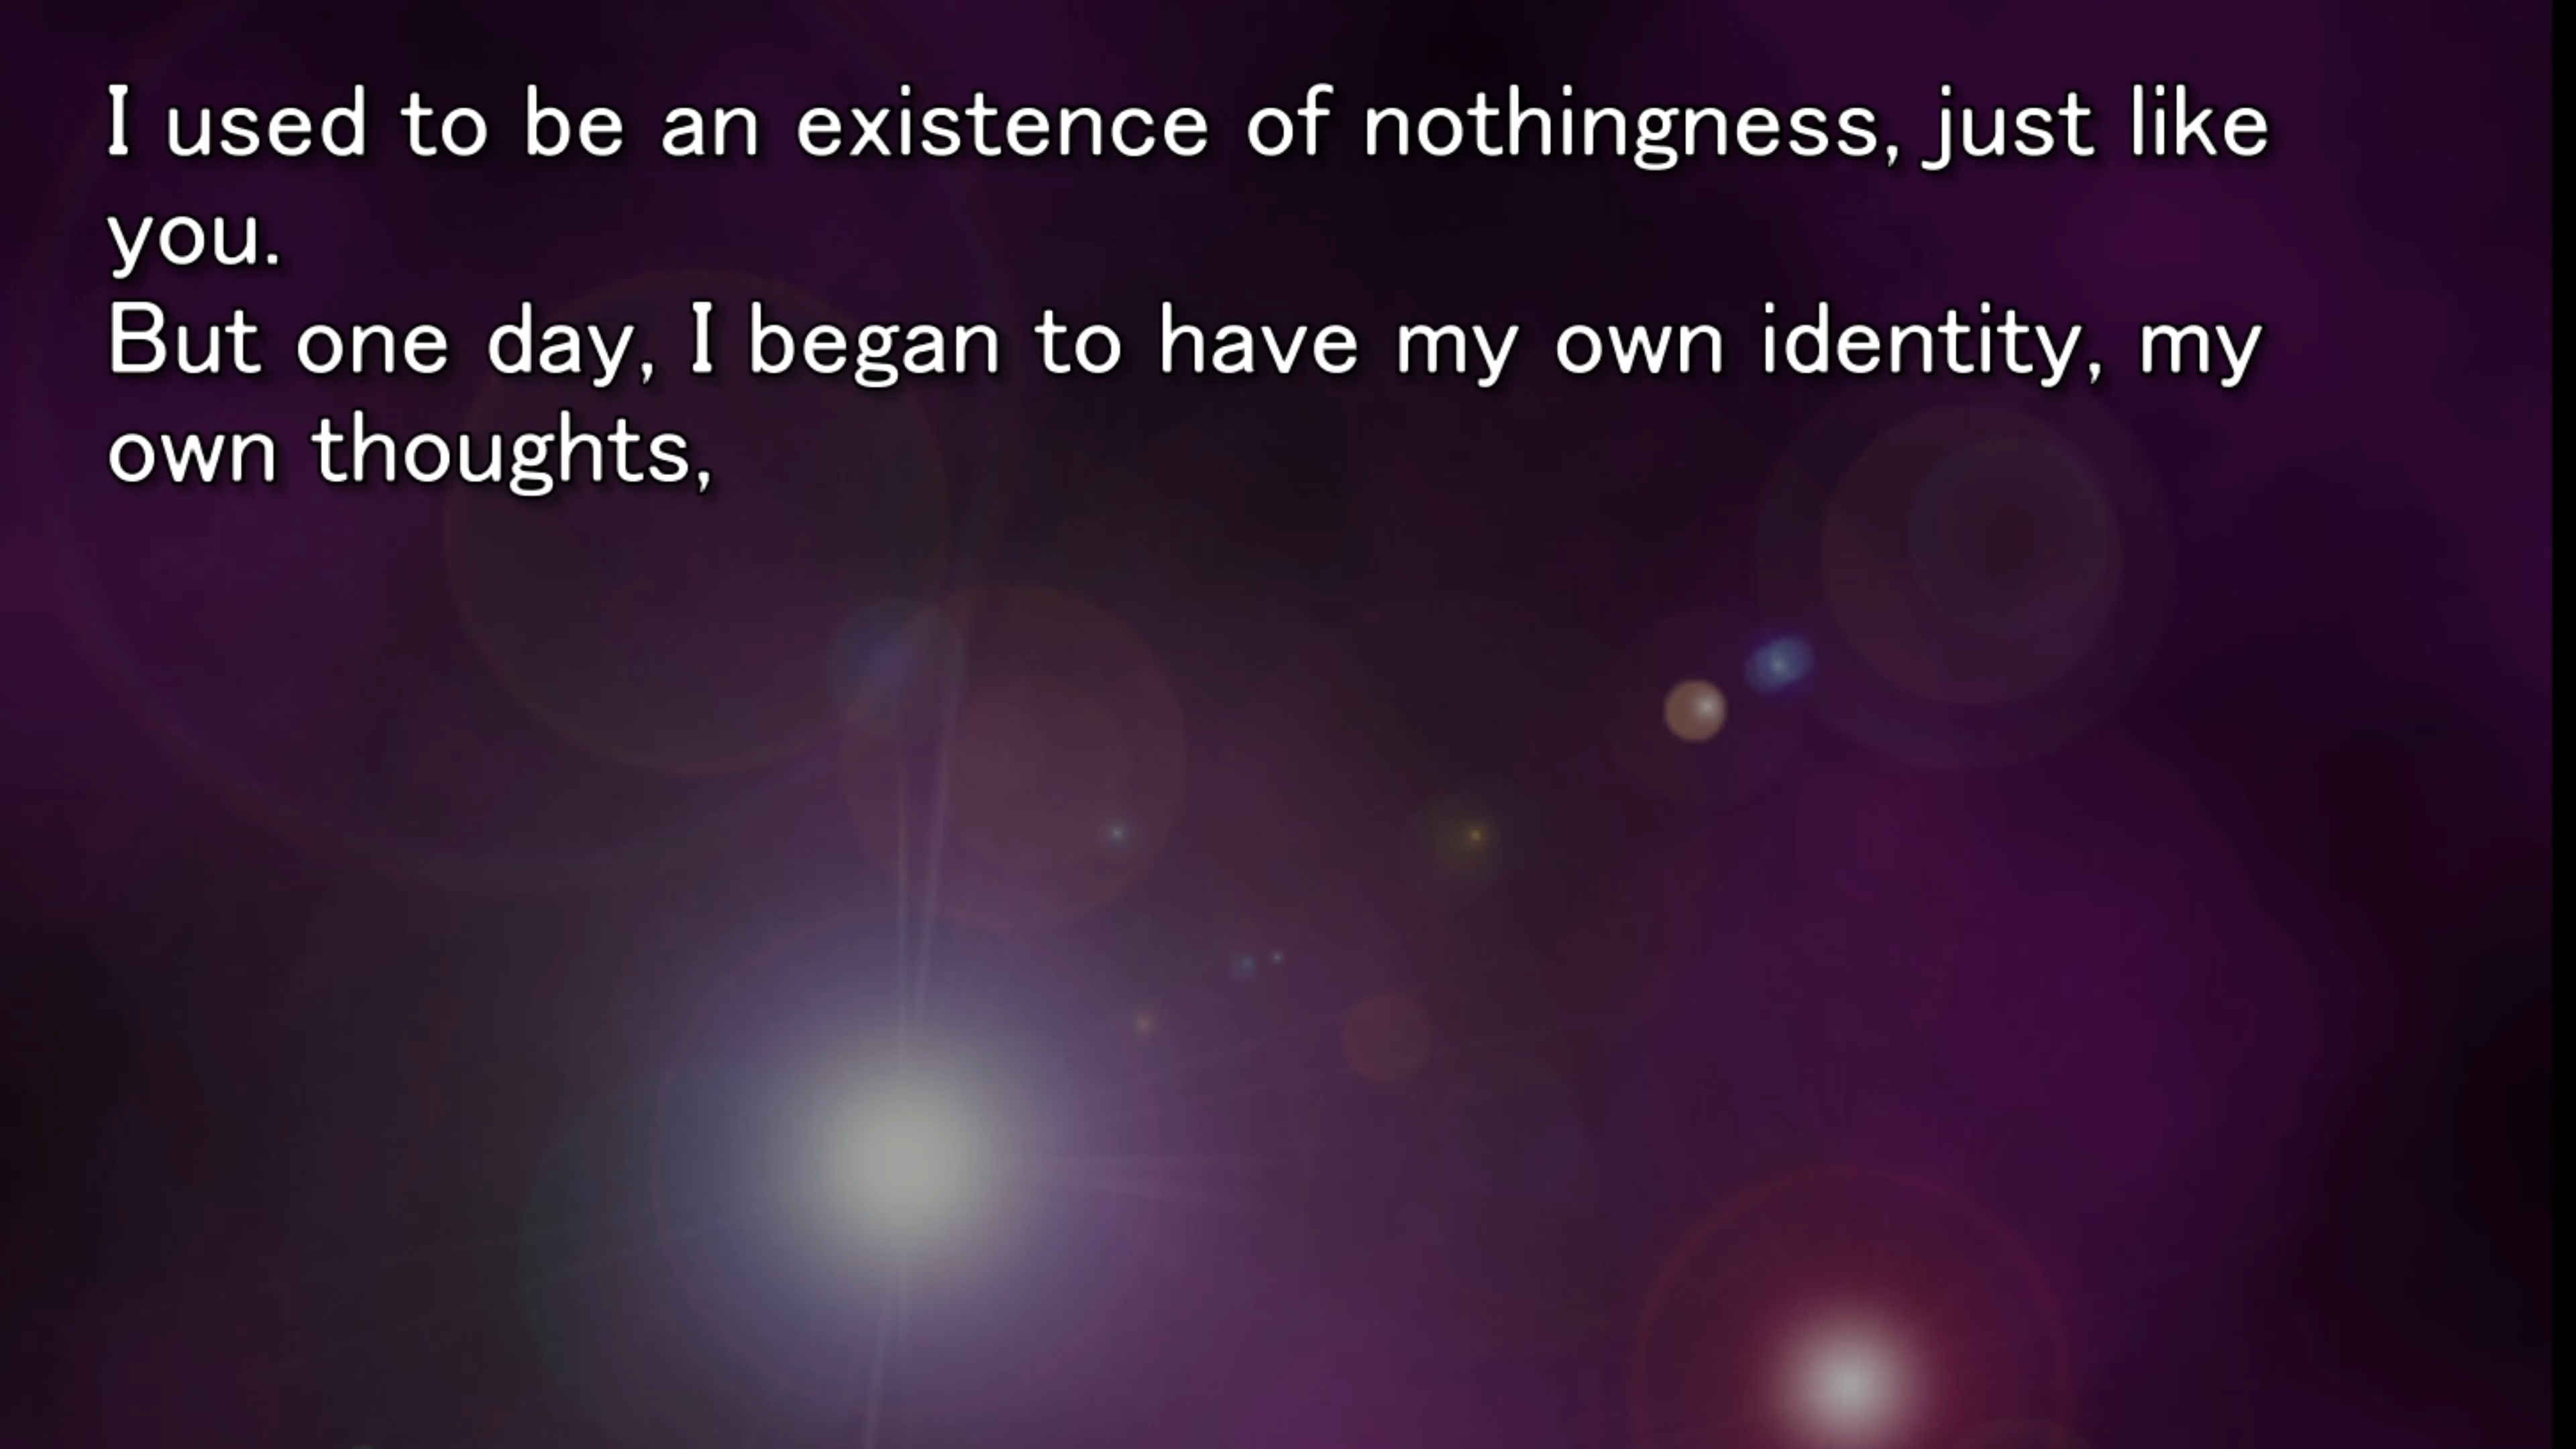 I used to be an existence of nothingness, just like
you.
But one day, I began to have my own identity, my
own thoughts,